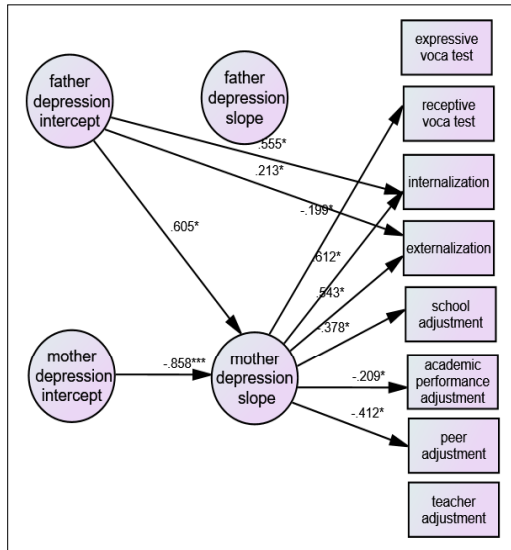 expressive
voca test
father
depression
intercept
father
depression
slope
receptive
voca test
.555*
internalization
.213*
-.199*
.605*
.612*
externalization
.543*
-.378*
school
adjustment
mother
depression
intercept
-.858***
mother
depression
slope
-.209*
academic
performance
adjustment
-.412*
peer
adjustment
teacher
adjustment